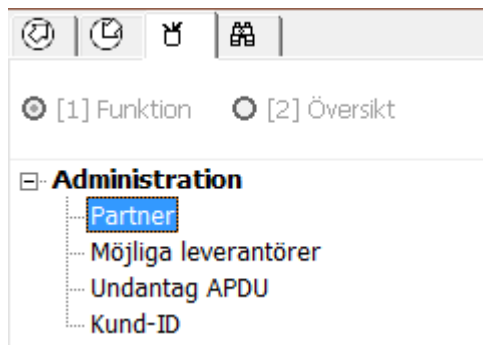 [1] Funktion [2] Översikt
Administration
Partner
Möjliga leverantörer
Undantag APDU
Kund-ID